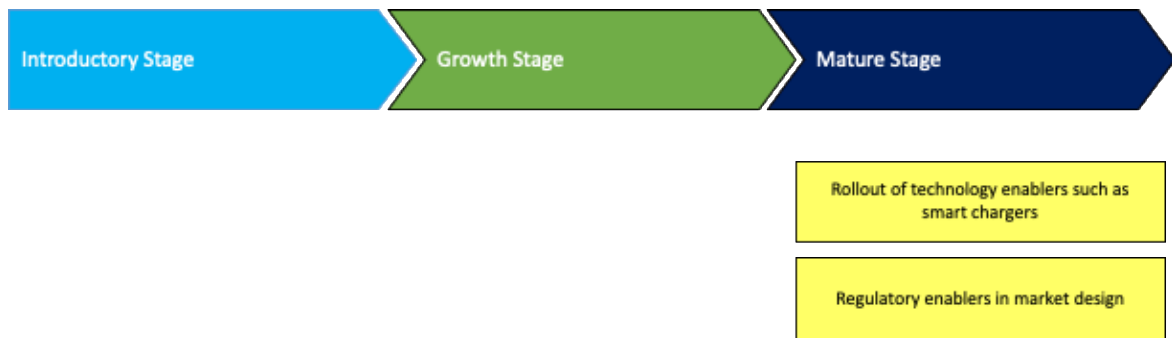 Introductory Stage
Growth Stage
Mature Stage
Rollout of technology enablers such as
smart chargers
Regulatory enablers in market design